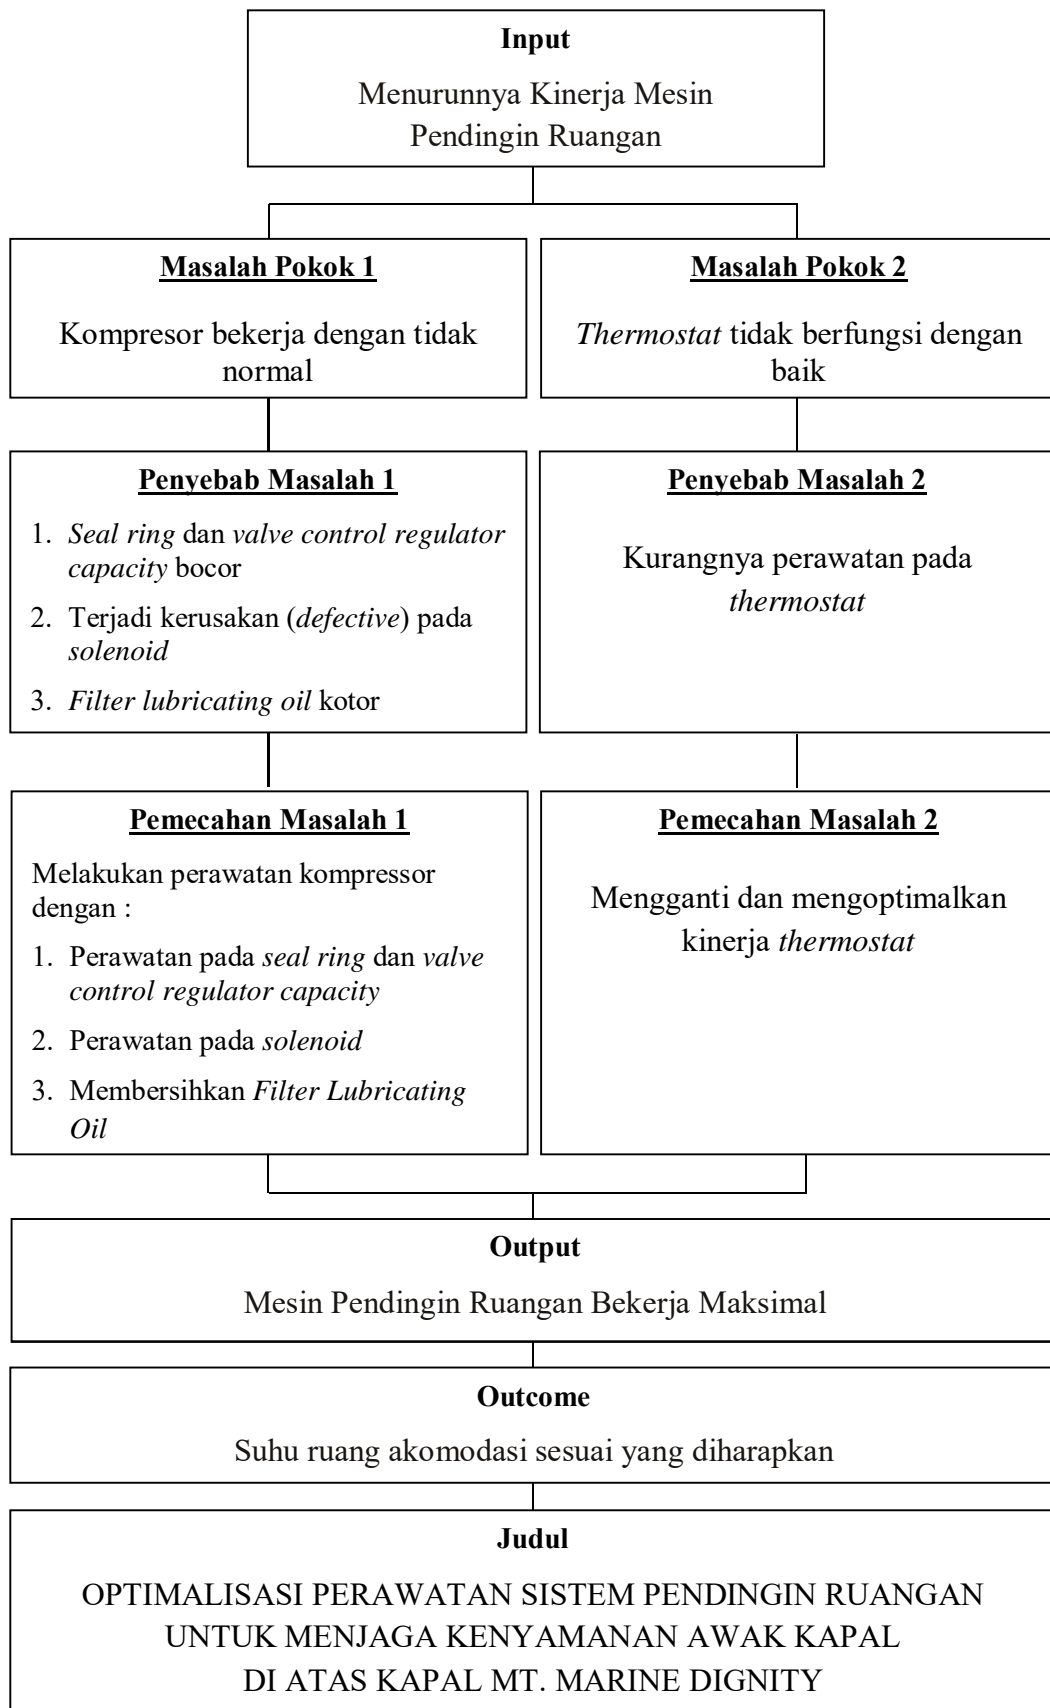 Input
Menurunnya Kinerja Mesin
Pendingin Ruangan
Masalah Pokok 1
Kompresor bekerja dengan tidak
normal
Masalah Pokok 2
Thermostat tidak berfungsi dengan
baik
Penyebab Masalah 1
1. Seal ring dan valve control regulator
capacity bocor
2. Terjadi kerusakan (defective) pada
solenoid
3. Filter lubricating oil kotor
Penyebab Masalah 2
Kurangnya perawatan pada
thermostat
Pemecahan Masalah 1
Melakukan perawatan kompressor
dengan :
1. Perawatan pada seal ring dan valve
control regulator capacity
2. Perawatan pada solenoid
3. Membersihkan Filter Lubricating
Oil
Pemecahan Masalah 2
Mengganti dan mengoptimalkan
kinerja thermostat
Output
Mesin Pendingin Ruangan Bekerja Maksimal
Outcome
Suhu ruang akomodasi sesuai yang diharapkan
Judul
OPTIMALISASI PERAWATAN SISTEM PENDINGIN RUANGAN
UNTUK MENJAGA KENYAMANAN AWAK KAPAL
DI ATAS KAPAL MT. MARINE DIGNITY